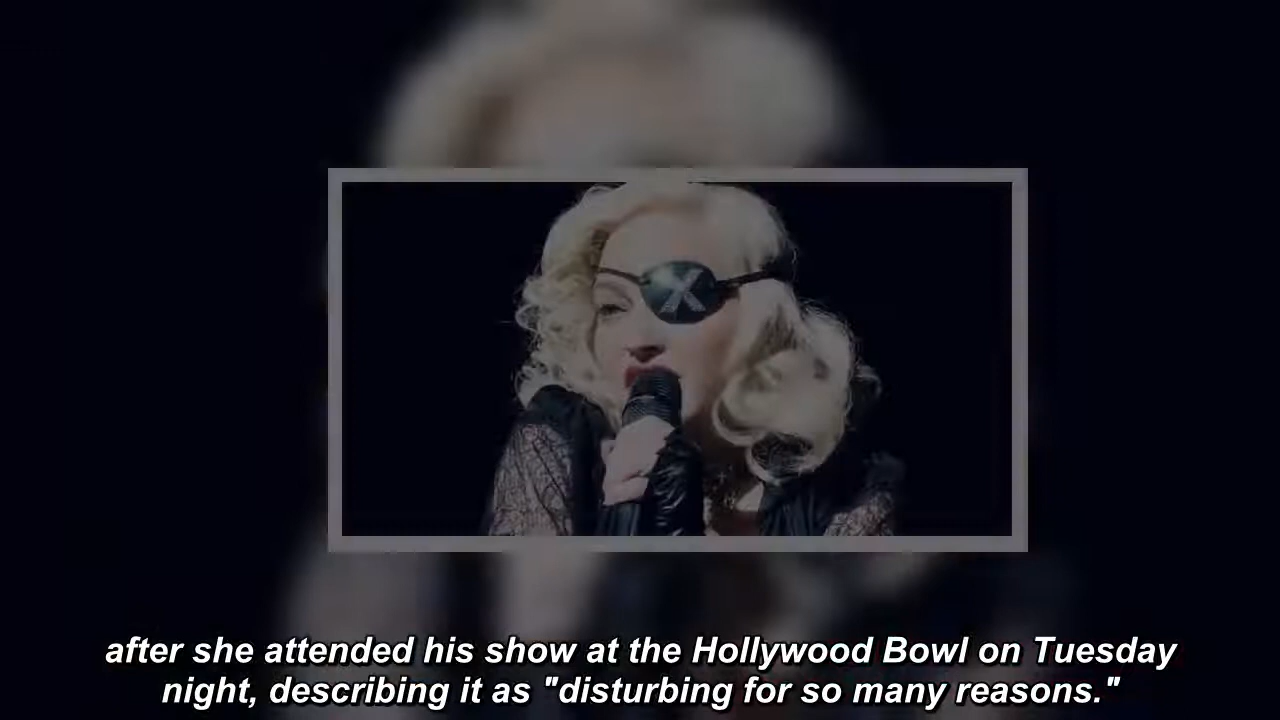 X
after she attended his show at the Hollywood Bowl on Tuesday
night, describing it as "disturbing for so many reasons."